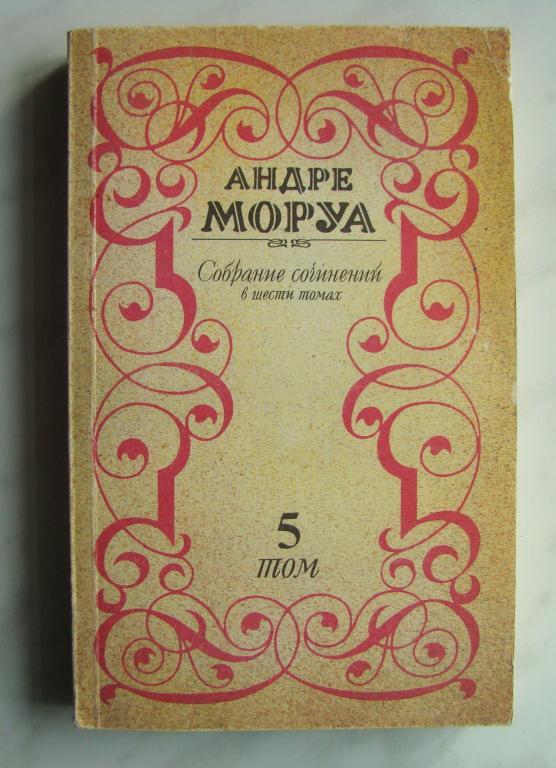 АНДРЕ
МОРУА
Собрание сочинений
в шести томах
5
том